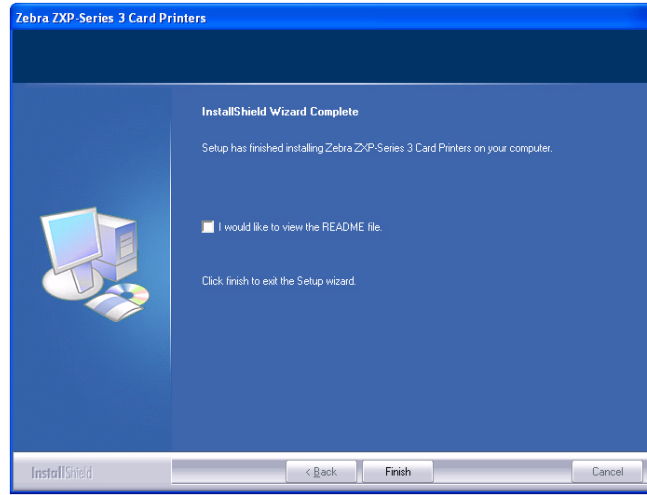 Zebra ZXP-Series 3 Card Printers
InstallShield Wizard Complete
Setup has finished installing Zebra ZXP-Series 3 Card Printers on your computer.
I would like to view the README file.
Click finish to exit the Setup wizard.
InstallShield
< Back
Finish
Cancel